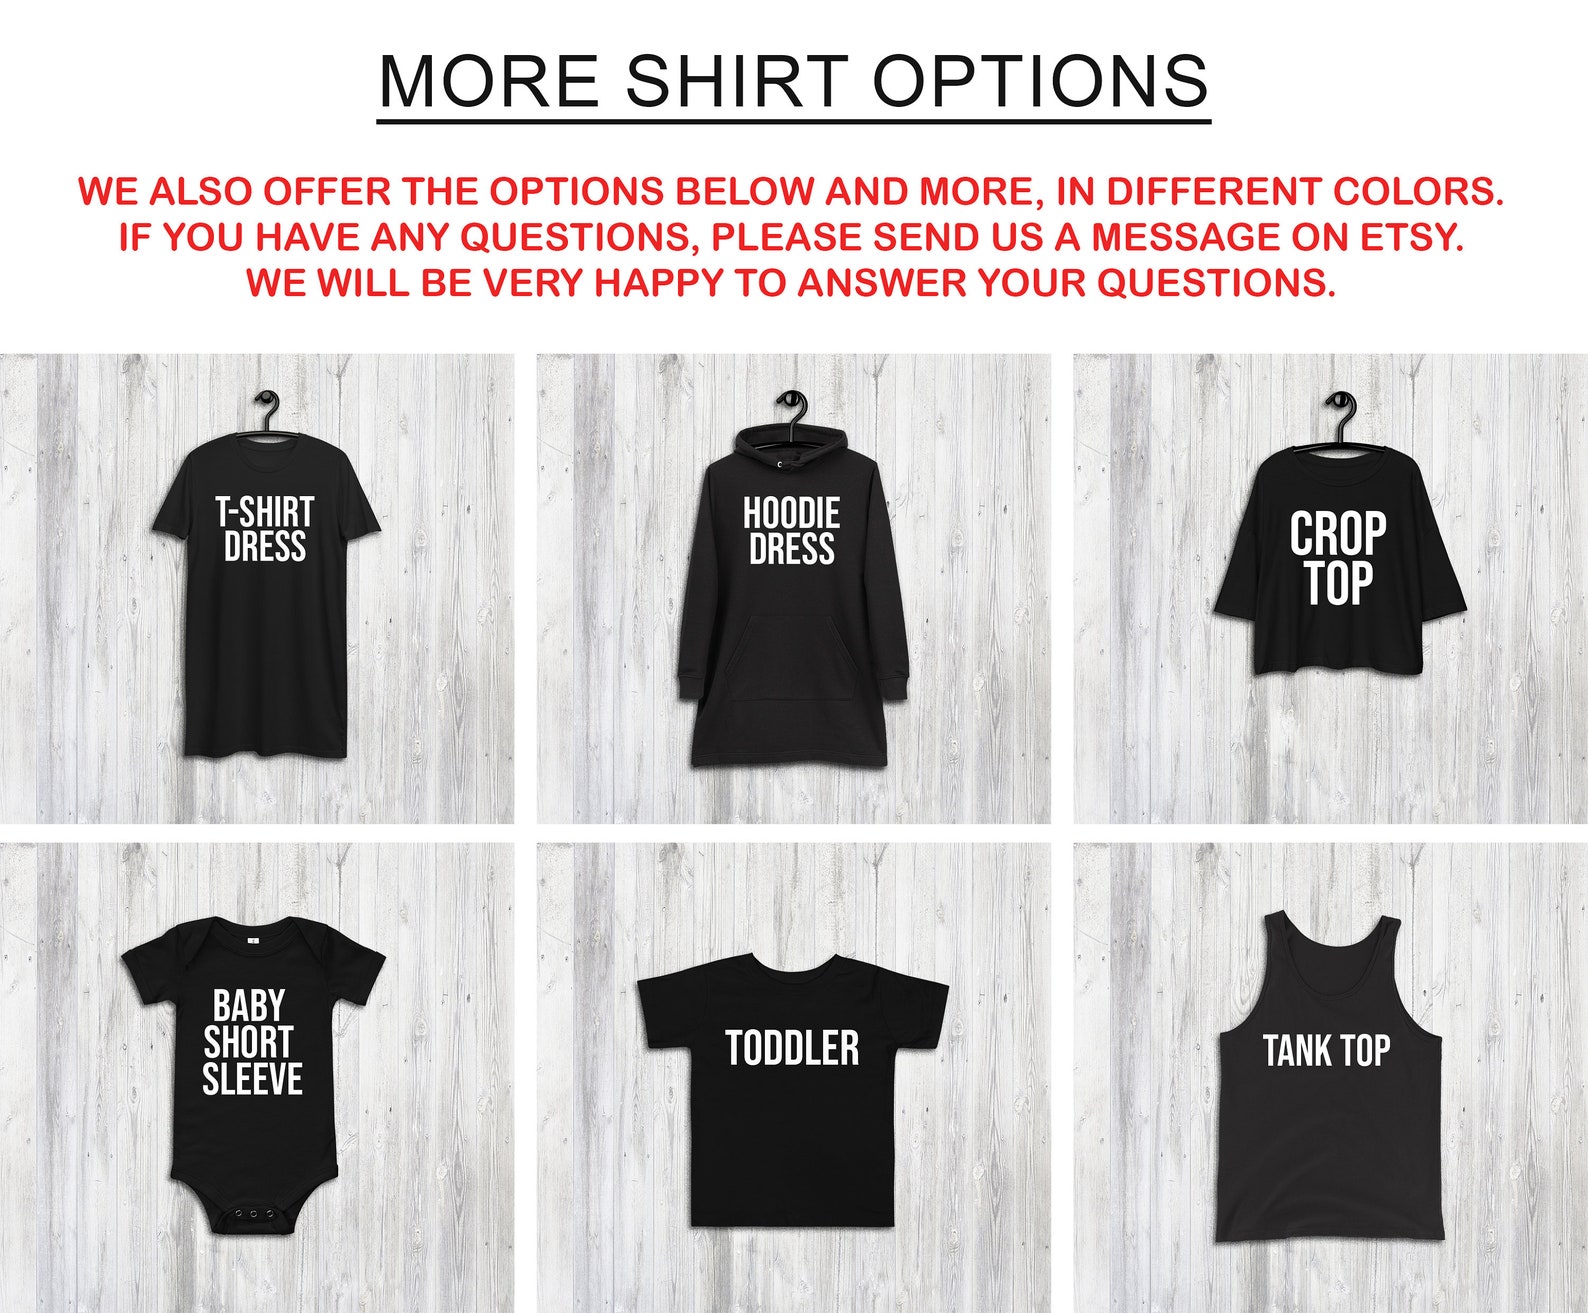 MORE SHIRT OPTIONS
WE ALSO OFFER THE OPTIONS BELOW AND MORE, IN DIFFERENT COLORS.
IF YOU HAVE ANY QUESTIONS, PLEASE SEND US A MESSAGE ON ETSY.
WE WILL BE VERY HAPPY TO ANSWER YOUR QUESTIONS.
T-SHIRT
DRESS
HOODIE
DRESS
CROP
TOP
BABY
SHORT
SLEEVE
TODDLER
TANK TOP